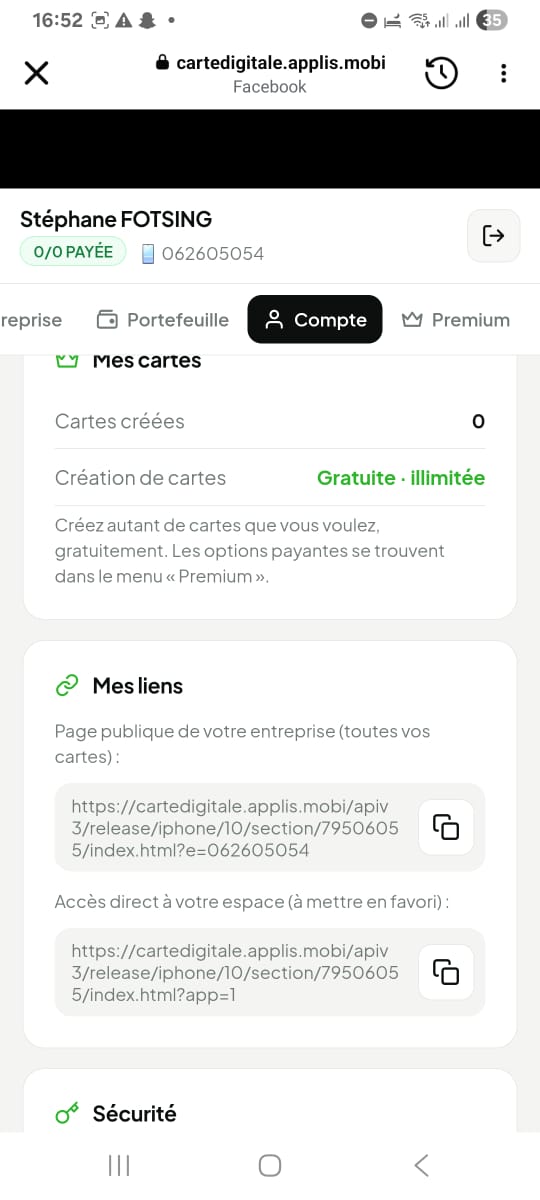 16:52
35
cartedigitale.applis.mobi
Facebook
Stéphane FOTSING
0/0 PAYÉE
062605054
reprise
Portefeuille
Compte
Premium
Mes cartes
Cartes créées
0
Création de cartes
Gratuite · illimitée
Créez autant de cartes que vous voulez,
gratuitement. Les options payantes se trouvent
dans le menu « Premium ».
Mes liens
Page publique de votre entreprise (toutes vos
cartes) :
https://cartedigitale.applis.mobi/apiv
3/release/iphone/10/section/7950605
5/index.html?e=062605054
Accès direct à votre espace (à mettre en favori) :
https://cartedigitale.applis.mobi/apiv
3/release/iphone/10/section/7950605
5/index.html?app=1
Sécurité